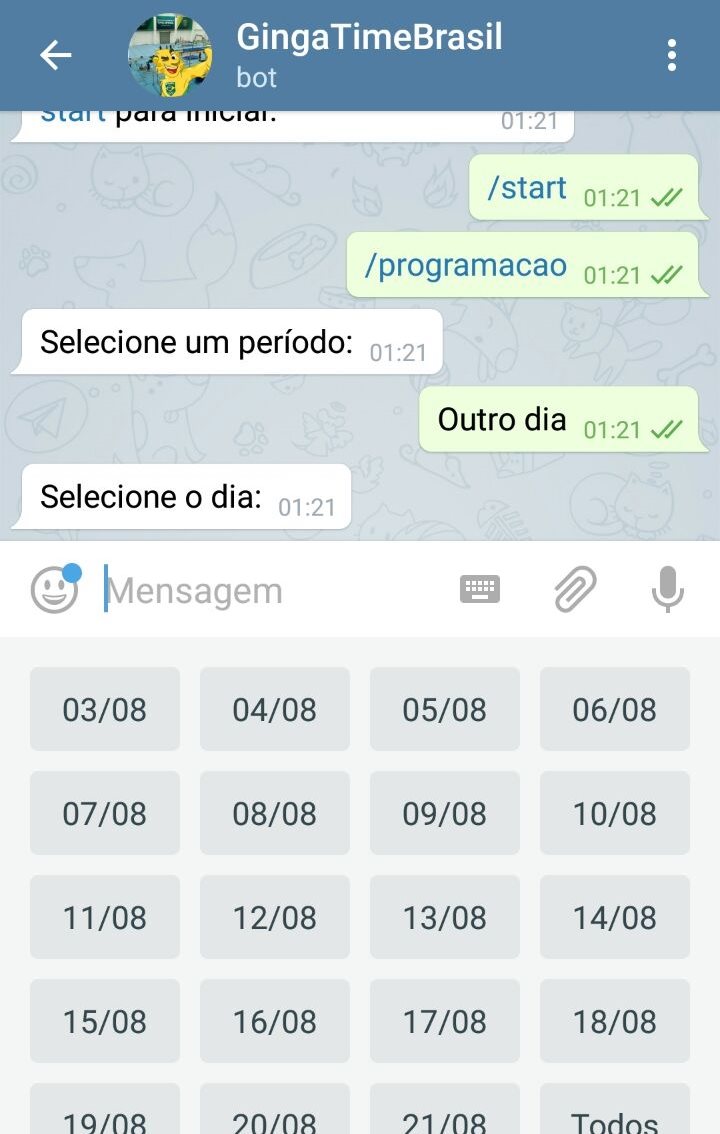 GingaTimeBrasil
bot
start para iniciar.
01:21
/start 01:21
/programacao 01:21
Selecione um período: 01:21
Outro dia 01:21
Selecione o dia: 01:21
Mensagem
03/08 04/08 05/08 06/08
07/08 08/08 09/08 10/08
11/08 12/08 13/08 14/08
15/08 16/08 17/08 18/08
19/08 20/08 21/08 Todos